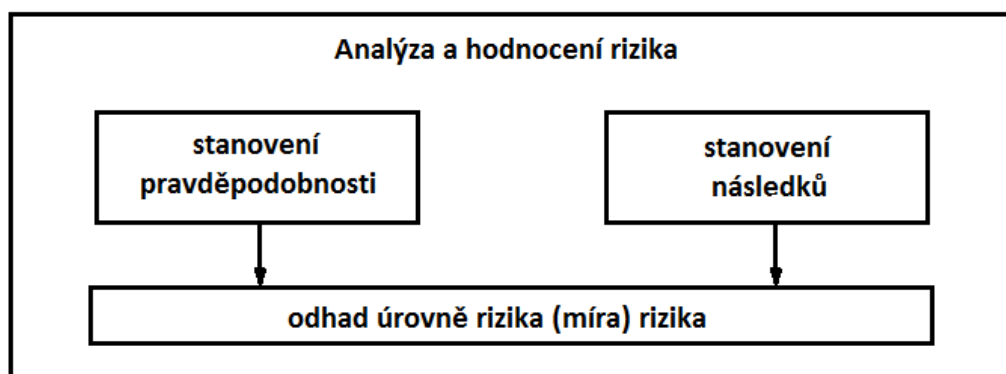 Analýza a hodnocení rizika
stanovení
pravděpodobnosti
stanovení
následků
odhad úrovně rizika (míra) rizika